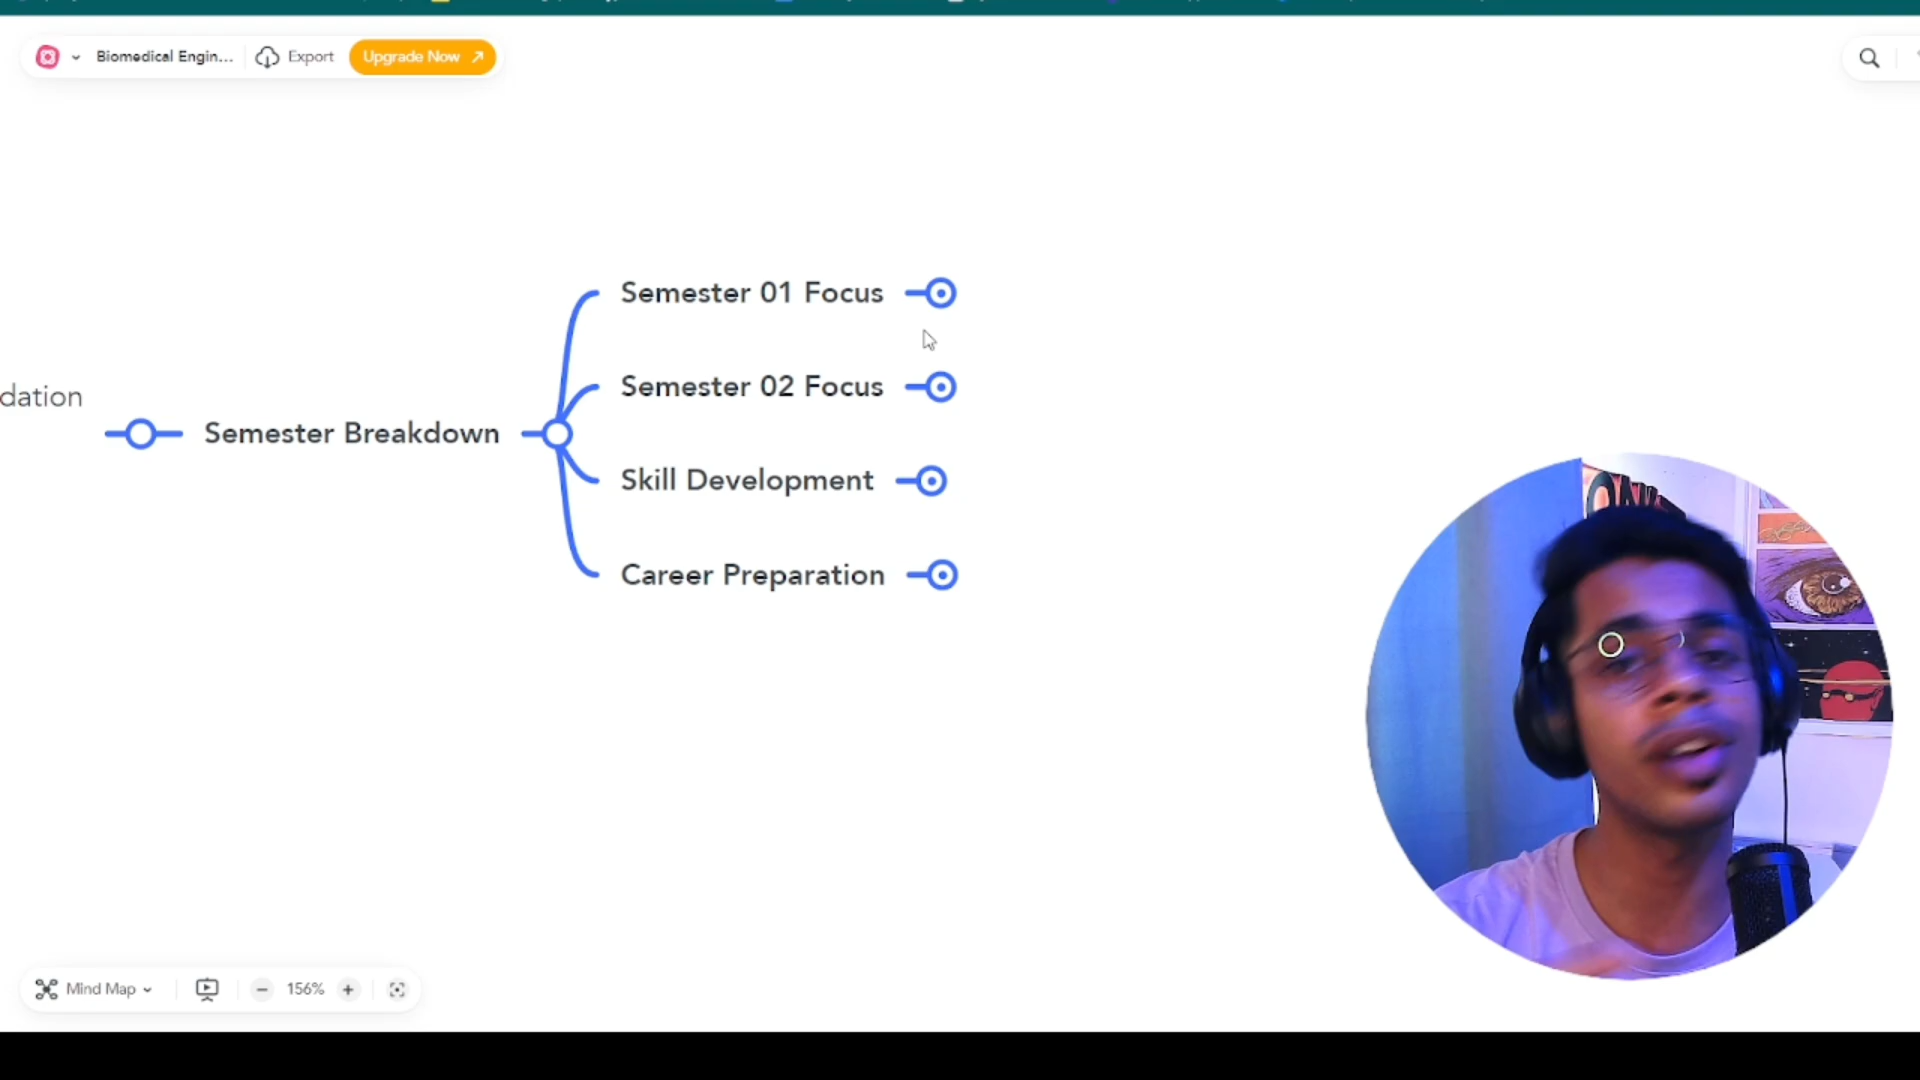 Biomedical Engin...
Export
Upgrade Now
Semester 01 Focus
Semester 02 Focus
dation
Semester Breakdown
Skill Development
Career Preparation
Mind Map
156%